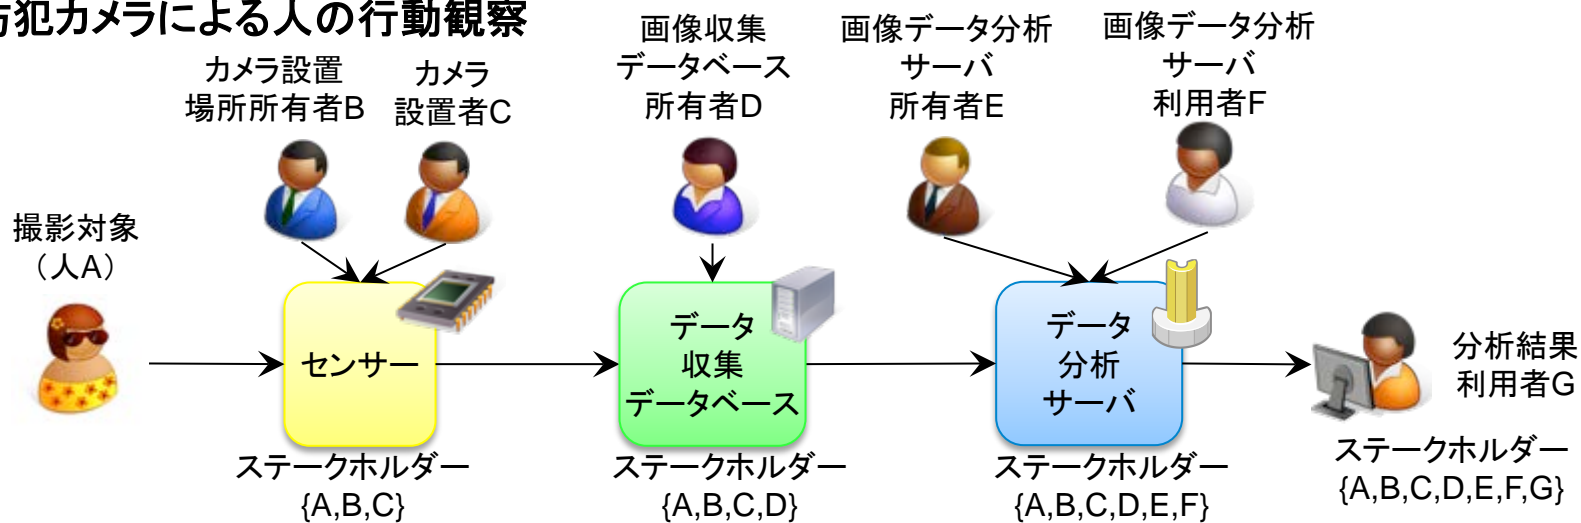 犯カメラによる人の行動観察
カメラ設置
場所所有者B
カメラ
設置者C
画像収集
データベース
所有者D
画像データ分析
サーバ
所有者E
画像データ分析
サーバ
利用者F
撮影対象
（人A）
センサー
データ
収集
データベース
データ
分析
サーバ
分析結果
利用者G
ステークホルダー
{A,B,C}
ステークホルダー
{A,B,C,D}
ステークホルダー
{A,B,C,D,E,F}
ステークホルダー
{A,B,C,D,E,F,G}